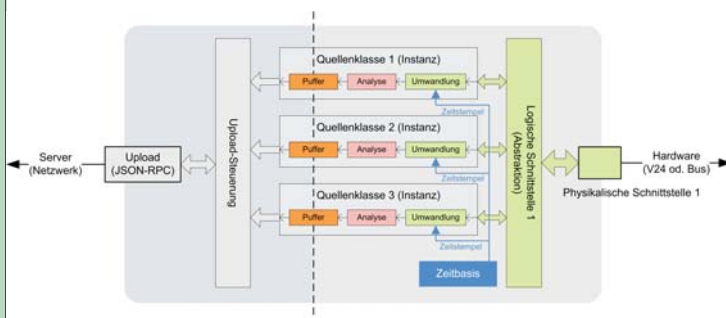 Quellenklasse 1 (Instanz)
Puffer
Analyse
Umwandlung
Zeitstempel
Quellenklasse 2 (Instanz)
Puffer
Analyse
Umwandlung
Zeitstempel
Quellenklasse 3 (Instanz)
Puffer
Analyse
Umwandlung
Zeitstempel
Zeitbasis
Server
(Netzwerk)
Upload
(JSON-RPC)
Upload-Steuerung
Logische Schnittstelle 1
(Abstraktion)
Hardware
(V24 od. Bus)
Physikalische Schnittstelle 1